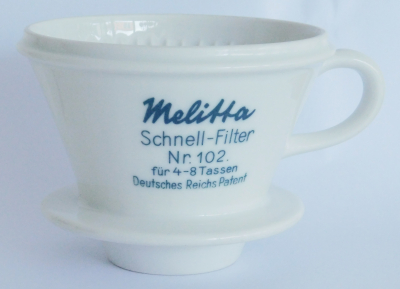 Melitta
Schnell-Filter
Nr. 102.
für 4-8 Tassen
Deutsches Reichs Patent